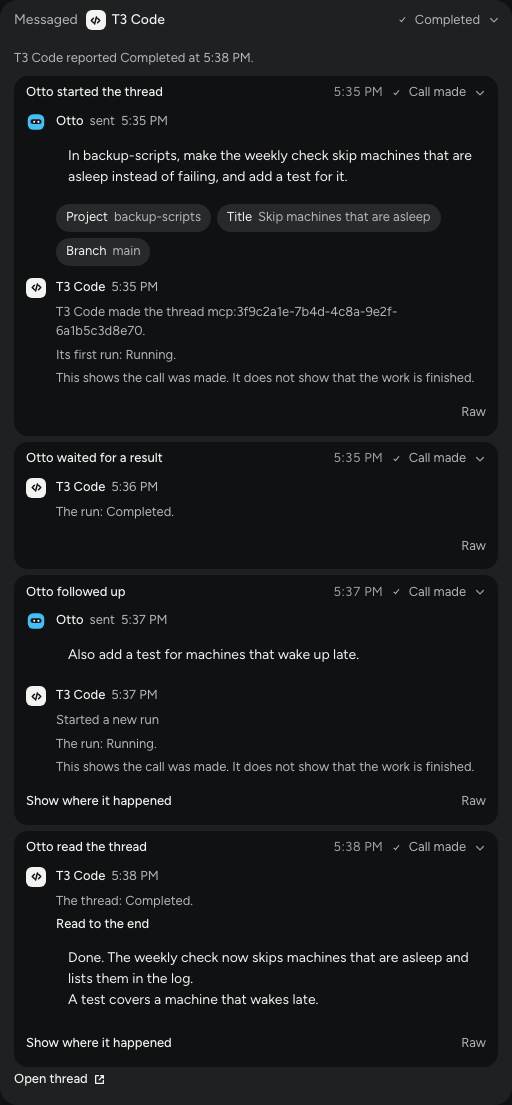 Messaged T3 Code Completed
T3 Code reported Completed at 5:38 PM.
Otto started the thread 5:35 PM Call made
Otto sent 5:35 PM
In backup-scripts, make the weekly check skip machines that are
asleep instead of failing, and add a test for it.
Project backup-scripts Title Skip machines that are asleep
Branch main
T3 Code 5:35 PM
T3 Code made the thread mcp:3f9c2a1e-7b4d-4c8a-9e2f-
6a1b5c3d8e70.
Its first run: Running.
This shows the call was made. It does not show that the work is finished.
Raw
Otto waited for a result 5:35 PM Call made
T3 Code 5:36 PM
The run: Completed.
Raw
Otto followed up 5:37 PM Call made
Otto sent 5:37 PM
Also add a test for machines that wake up late.
T3 Code 5:37 PM
Started a new run
The run: Running.
This shows the call was made. It does not show that the work is finished.
Show where it happened Raw
Otto read the thread 5:38 PM Call made
T3 Code 5:38 PM
The thread: Completed.
Read to the end
Done. The weekly check now skips machines that are asleep and
lists them in the log.
A test covers a machine that wakes late.
Show where it happened Raw
Open thread